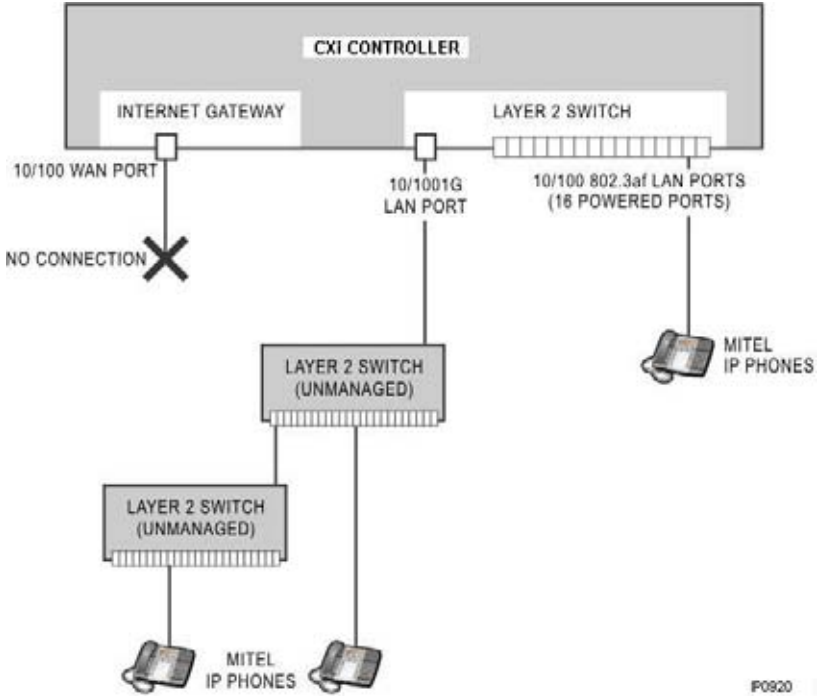 CXI CONTROLLER
INTERNET GATEWAY
LAYER 2 SWITCH
10/100 WAN PORT
10/1001G
LAN PORT
10/100 802.3af LAN PORTS
(16 POWERED PORTS)
NO CONNECTION
MITEL
IP PHONES
LAYER 2 SWITCH
(UNMANAGED)
LAYER 2 SWITCH
(UNMANAGED)
MITEL
IP PHONES
IP0920